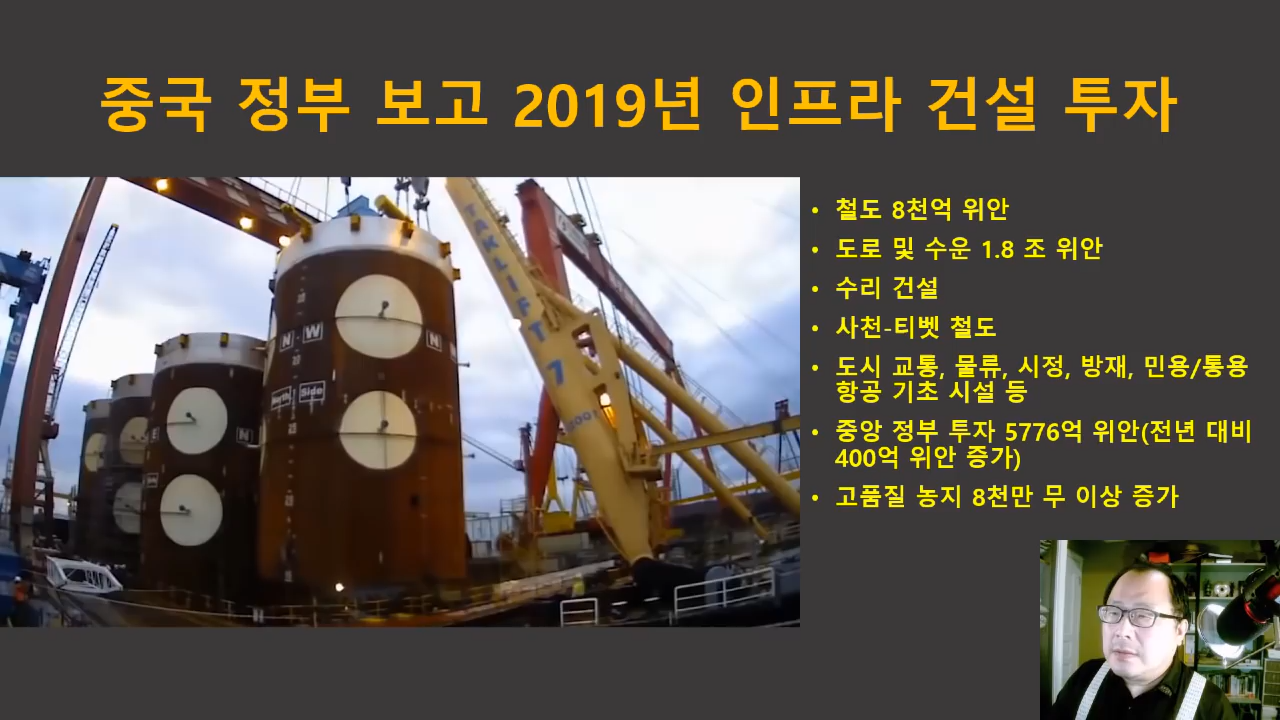 중국 정부 보고 2019년 인프라 건설 투자
• 철도 8천억 위안
• 도로 및 수운 1.8 조 위안
• 수리 건설
• 사천-티벳 철도
• 도시 교통, 물류, 시정, 방재, 민용/통용
항공 기초 시설 등
• 중앙 정부 투자 5776억 위안(전년 대비
400억 위안 증가)
• 고품질 농지 8천만 무 이상 증가
TAKLIFT 7
2001
N W
N
North Side
E
N